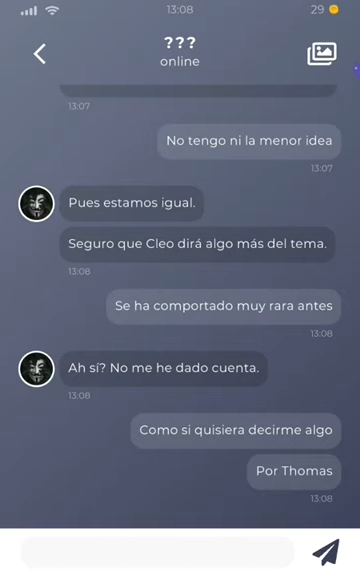 13:08
29
???
online
13:07
No tengo ni la menor idea
13:07
Pues estamos igual.
Seguro que Cleo dirá algo más del tema.
13:08
Se ha comportado muy rara antes
13:08
Ah sí? No me he dado cuenta.
13:08
Como si quisiera decirme algo
Por Thomas
13:08